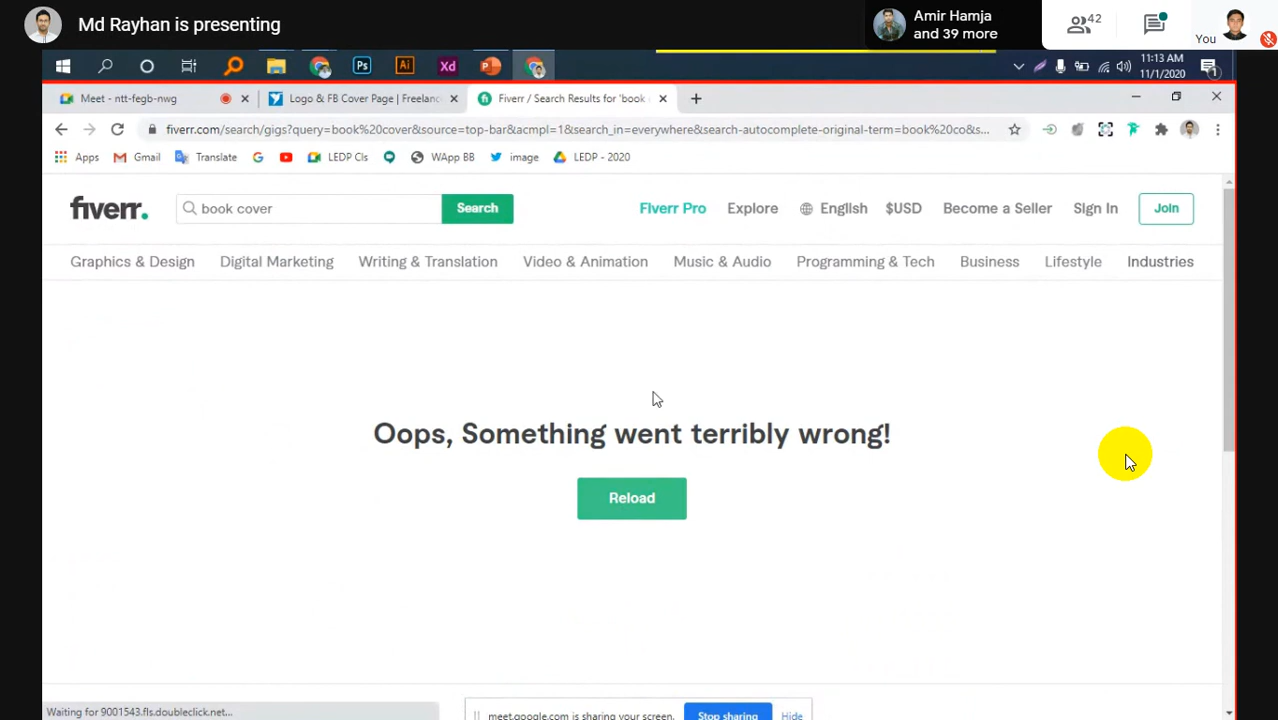 Md Rayhan is presenting
Amir Hamja
and 39 more
42
You
Ps
Ai
Xd
11:13 AM
11/1/2020
1
Meet - ntt-fegb-nwg
Logo & FB Cover Page | Freelanc
Fiverr / Search Results for 'book
fiverr.com/search/gigs?query=book%20cover&source=top-bar&acmpl=1&search_in=everywhere&search-autocomplete-original-term=book%20co&s...
Apps
Gmail
Translate
LEDP Cls
WApp BB
image
LEDP - 2020
fiverr.
book cover
Search
Fiverr Pro
Explore
English
$USD
Become a Seller
Sign In
Join
Graphics & Design
Digital Marketing
Writing & Translation
Video & Animation
Music & Audio
Programming & Tech
Business
Lifestyle
Industries
Oops, Something went terribly wrong!
Reload
Waiting for 9001543.fls.doubleclick.net...
meet.google.com is sharing your screen.
Stop sharing
Hide